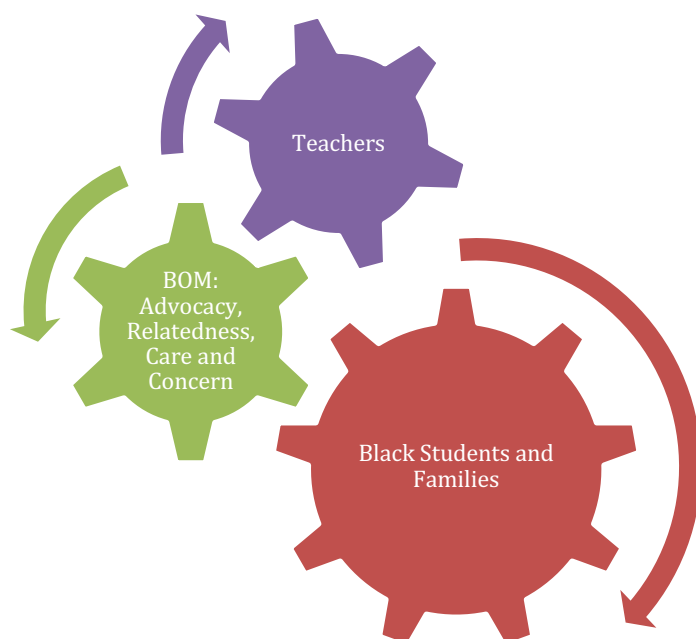 Teachers
BOM:
Advocacy,
Relatedness,
Care and
Concern
Black Students and
Families